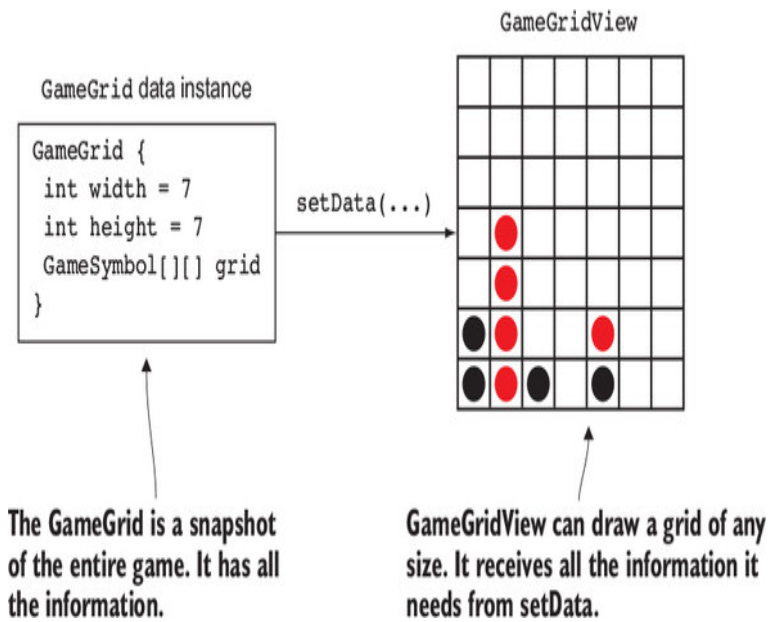 GameGridView
GameGrid data instance
GameGrid {
int width = 7
int height = 7
GameSymbol[][] grid
}
setData(...)
The GameGrid is a snapshot
of the entire game. It has all
the information.
GameGridView can draw a grid of any
size. It receives all the information it
needs from setData.